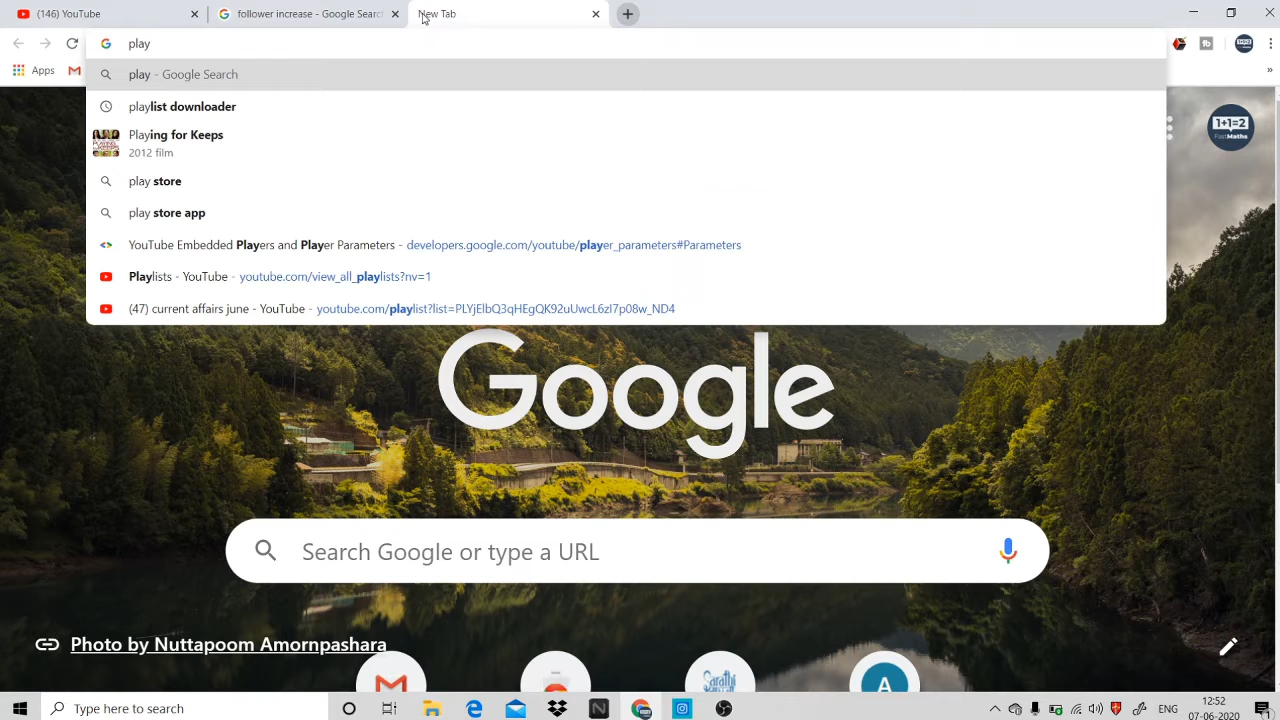 (146) YouTube
follower increase - Google Search
New Tab
play
Apps
play - Google Search
playlist downloader
Playing for Keeps
2012 film
play store
play store app
YouTube Embedded Players and Player Parameters - developers.google.com/youtube/player_parameters#Parameters
Playlists - YouTube - youtube.com/view_all_playlists?nv=1
(47) current affairs june - YouTube - youtube.com/playlist?list=PLYjElbQ3qHEgQK92uUwcL6zI7p08w_ND4
1+1=2
FastMaths
Google
Search Google or type a URL
Photo by Nuttapoom Amornpashara
Sarathi
A
Type here to search
ENG
12:52
07-06-2020